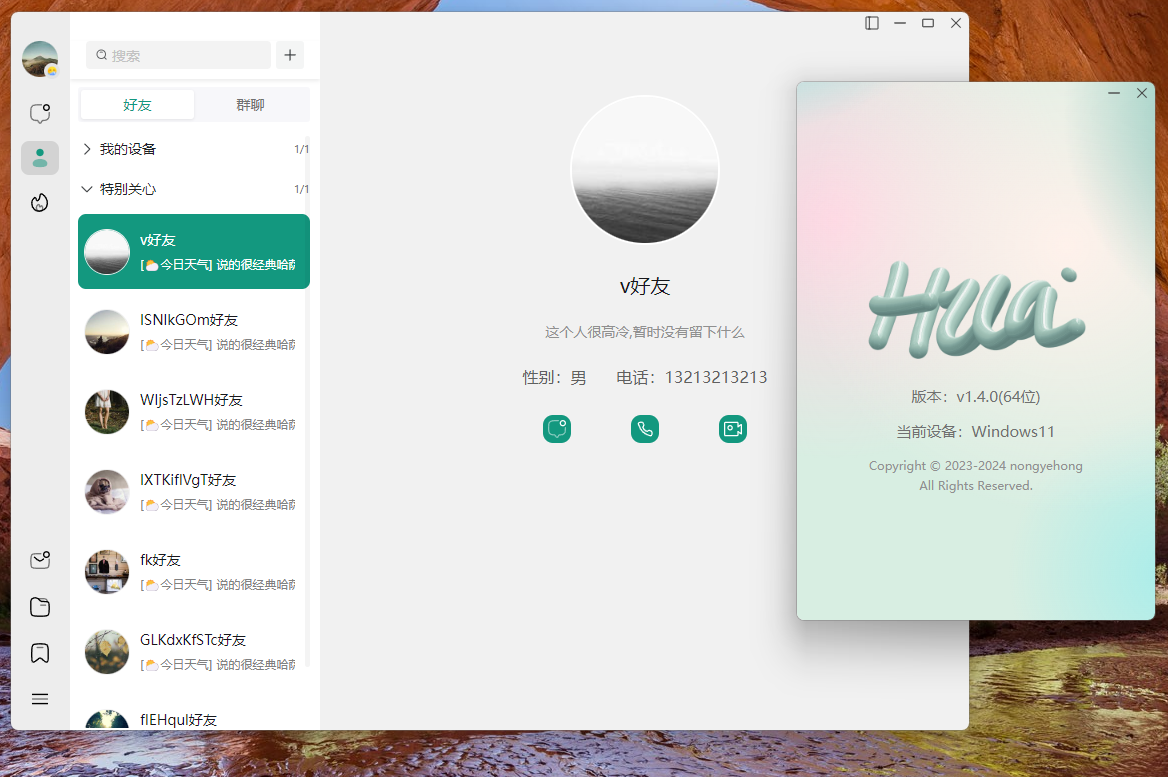 搜索
好友
群聊
我的设备
1/1
特别关心
1/1
v好友
[今日天气] 说的很经典哈萨
lSNlkGOm好友
[今日天气] 说的很经典哈萨
WljsTzLWH好友
[今日天气] 说的很经典哈萨
lXTKiflVgT好友
[今日天气] 说的很经典哈萨
fk好友
[今日天气] 说的很经典哈萨
GLKdxKfSTc好友
[今日天气] 说的很经典哈萨
flEHqul好友
v好友
这个人很高冷,暂时没有留下什么
性别：男
电话：13213213213
Hula
版本：v1.4.0(64位)
当前设备：Windows11
Copyright © 2023-2024 nongyehong
All Rights Reserved.